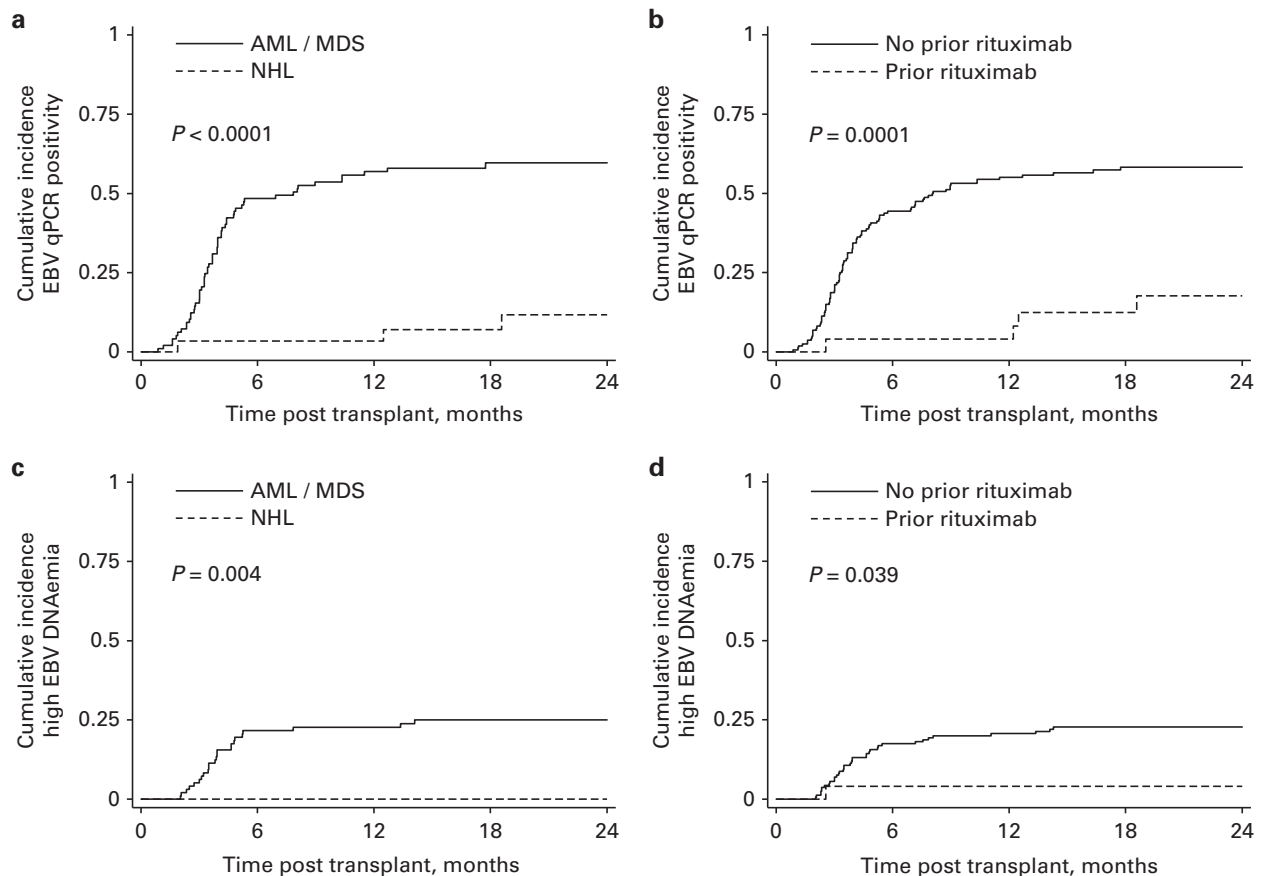 a
1
AML / MDS
NHL
0.75
P < 0.0001
0.5
0.25
0
Cumulative incidence
EBV qPCR positivity
0 6 12 18 24
Time post transplant, months
b
1
No prior rituximab
Prior rituximab
0.75
P = 0.0001
0.5
0.25
0
Cumulative incidence
EBV qPCR positivity
0 6 12 18 24
Time post transplant, months
c
1
AML / MDS
NHL
0.75
P = 0.004
0.5
0.25
0
Cumulative incidence
high EBV DNAemia
0 6 12 18 24
Time post transplant, months
d
1
No prior rituximab
Prior rituximab
0.75
P = 0.039
0.5
0.25
0
Cumulative incidence
high EBV DNAemia
0 6 12 18 24
Time post transplant, months